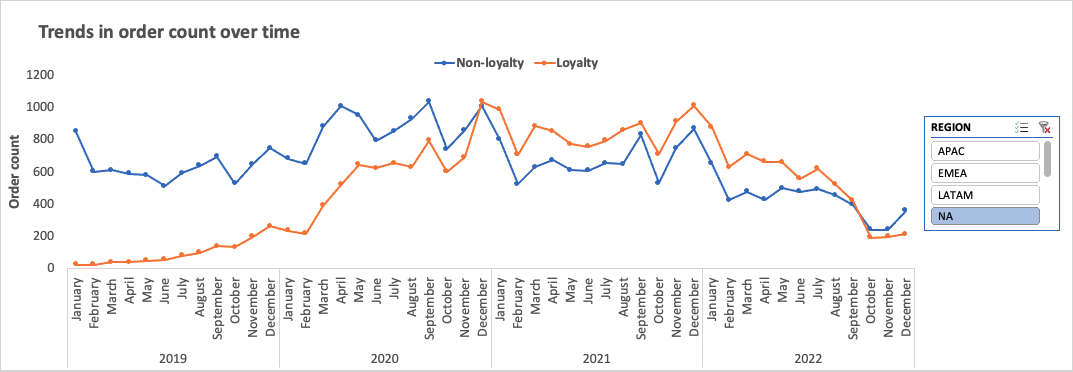 Trends in order count over time
Non-loyalty Loyalty
Order count
1200
1000
800
600
400
200
0
January February March April May June July August September October November December January February March April May June July August September October November December January February March April May June July August September October November December January February March April May June July August September October November December
2019 2020 2021 2022
REGION
APAC
EMEA
LATAM
NA